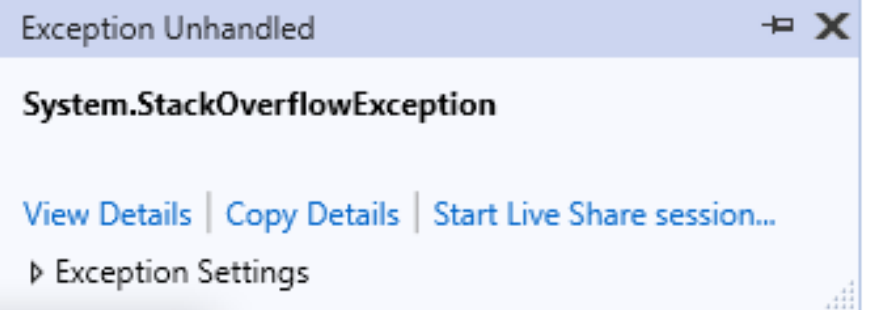 Exception Unhandled
System.StackOverflowException
View Details | Copy Details | Start Live Share session...
Exception Settings